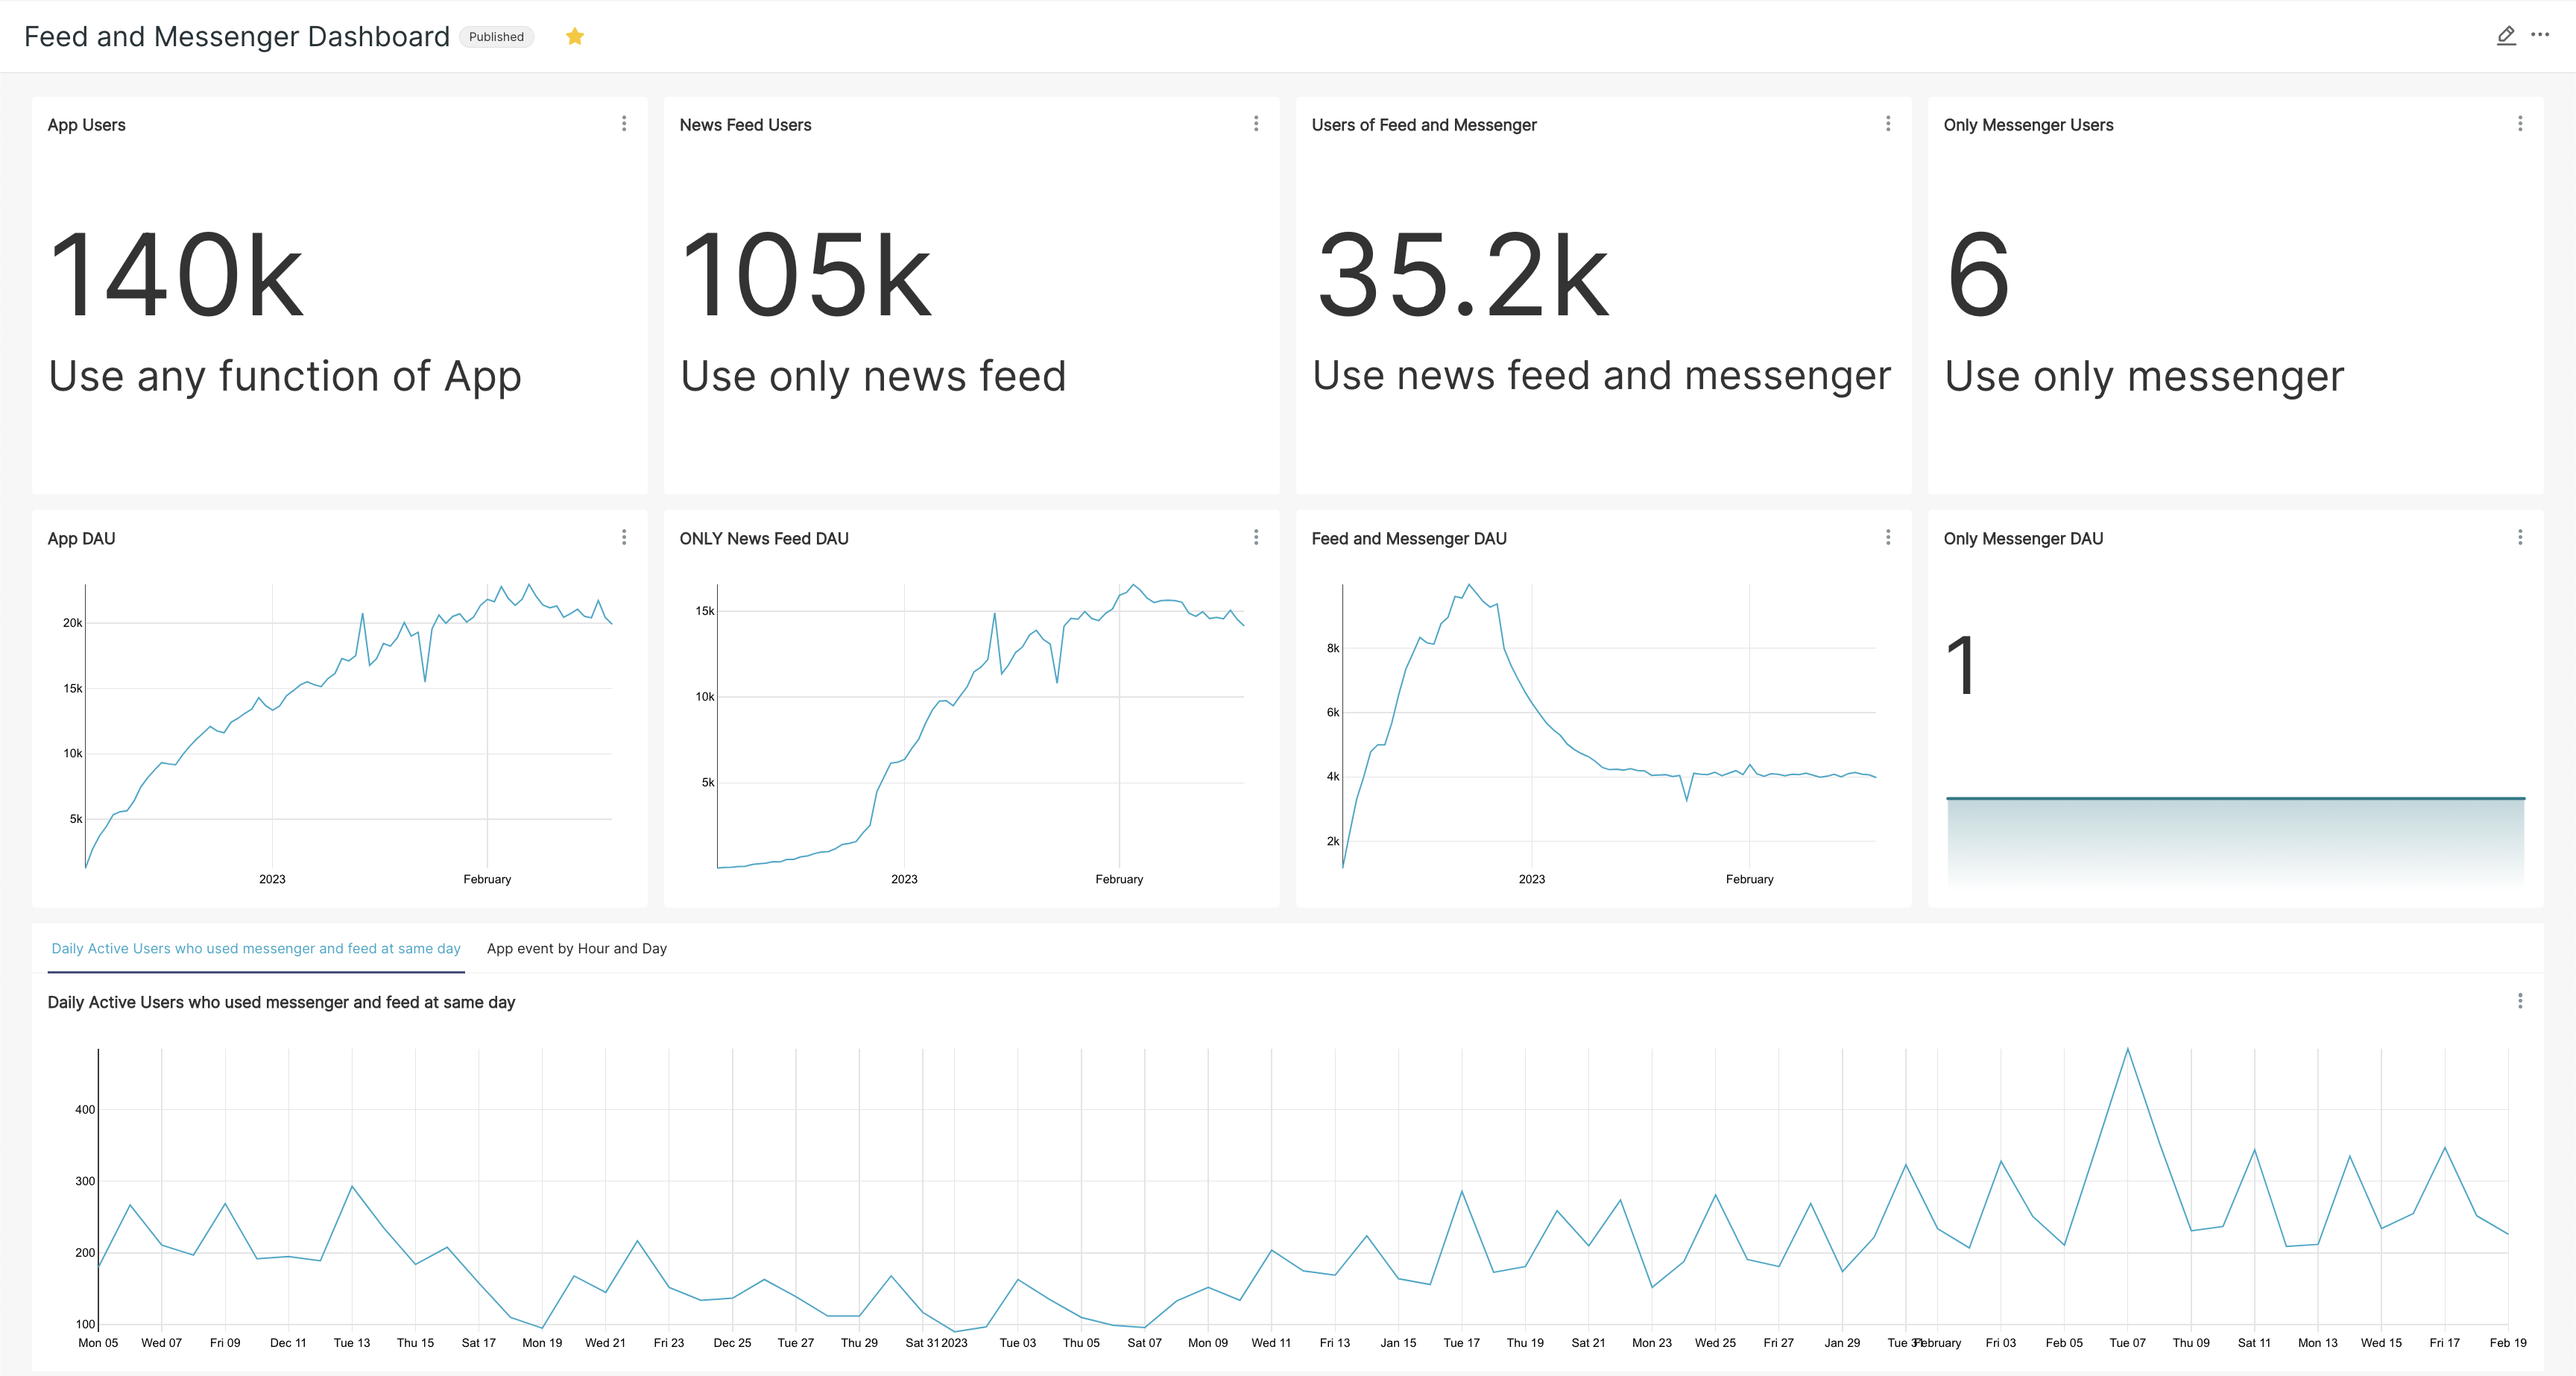 Feed and Messenger Dashboard Published
App Users
140k
Use any function of App
News Feed Users
105k
Use only news feed
Users of Feed and Messenger
35.2k
Use news feed and messenger
Only Messenger Users
6
Use only messenger
App DAU
20k
15k
10k
5k
2023 February
ONLY News Feed DAU
15k
10k
5k
2023 February
Feed and Messenger DAU
8k
6k
4k
2k
2023 February
Only Messenger DAU
1
Daily Active Users who used messenger and feed at same day App event by Hour and Day
Daily Active Users who used messenger and feed at same day
400
300
200
100
Mon 05 Wed 07 Fri 09 Dec 11 Tue 13 Thu 15 Sat 17 Mon 19 Wed 21 Fri 23 Dec 25 Tue 27 Thu 29 Sat 31 2023 Tue 03 Thu 05 Sat 07 Mon 09 Wed 11 Fri 13 Jan 15 Tue 17 Thu 19 Sat 21 Mon 23 Wed 25 Fri 27 Jan 29 Tue 31 February Fri 03 Feb 05 Tue 07 Thu 09 Sat 11 Mon 13 Wed 15 Fri 17 Feb 19